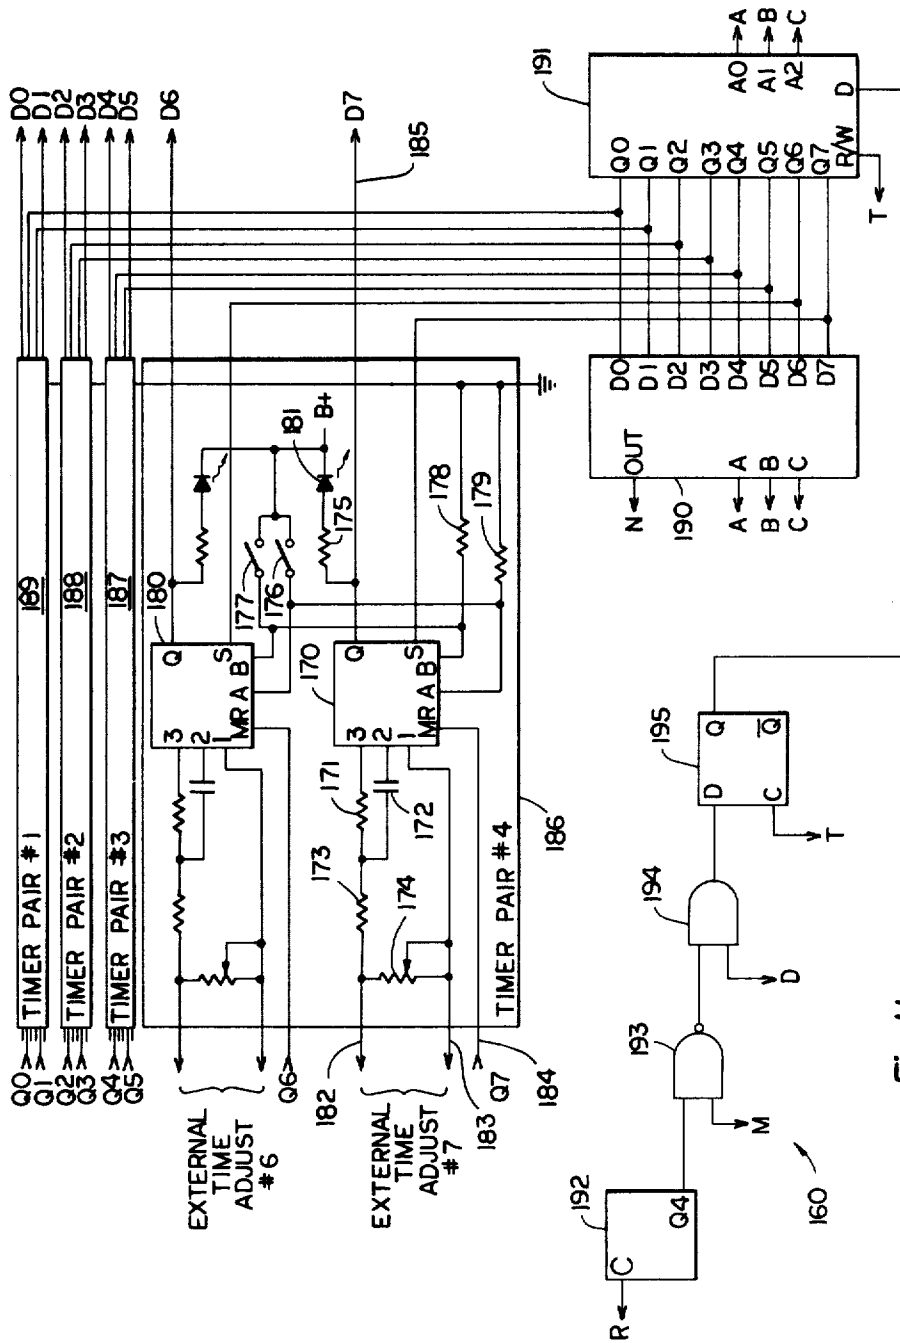 Q0
Q1
TIMER PAIR #1
189
D0
D1
Q2
Q3
TIMER PAIR #2
188
D2
D3
Q4
Q5
TIMER PAIR #3
187
D4
D5
EXTERNAL
TIME
ADJUST
#6
Q6
3
2
1
Q
S
MR A B
180
177
176
181
B+
D6
EXTERNAL
TIME
ADJUST
#7
182
183
Q7
184
173
174
171
172
170
3
2
1
Q
S
MR A B
175
178
179
D7
185
TIMER PAIR #4
186
N
OUT
A
A
B
B
C
C
190
D0
D1
D2
D3
D4
D5
D6
D7
191
Q0
Q1
Q2
Q3
Q4
Q5
Q6
Q7
A0
A
A1
B
A2
C
R/W
D
T
R
C
192
Q4
193
M
194
D
195
D
Q
C
Q̅
T
160